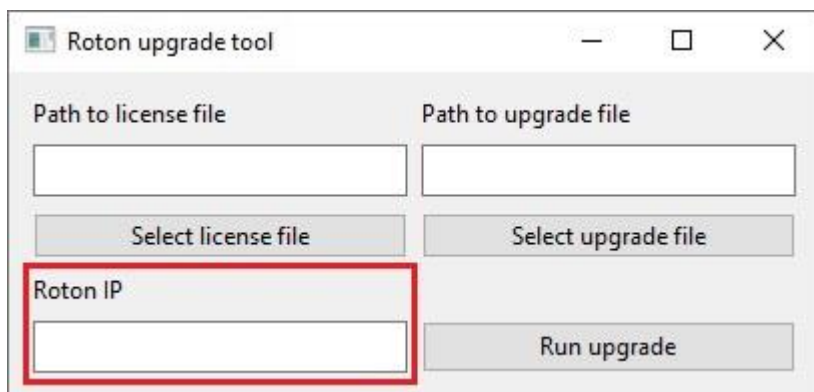 Roton upgrade tool
Path to license file
Path to upgrade file
Select license file
Select upgrade file
Roton IP
Run upgrade